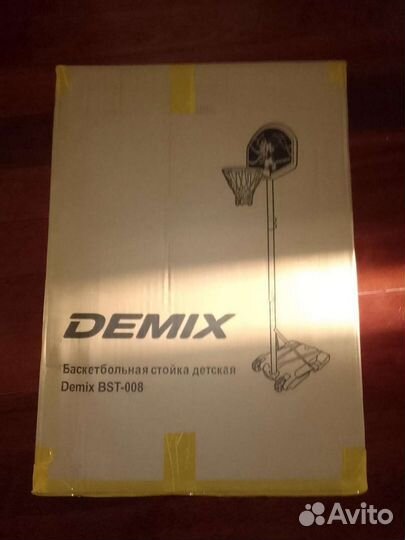 DEMIX
Баскетбольная стойка детская
Demix BST-008
Avito